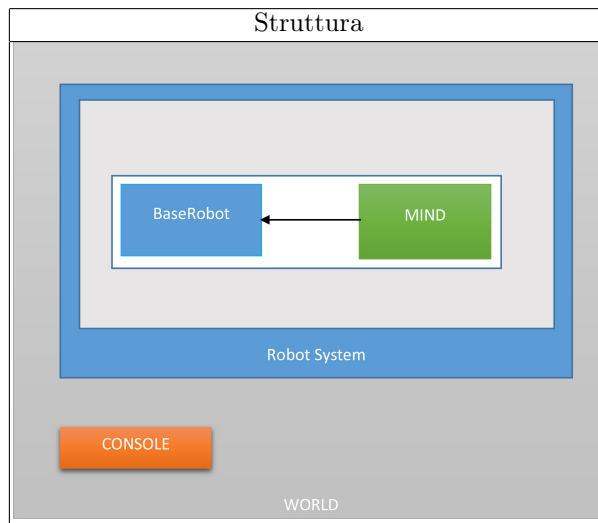 Struttura
BaseRobot
MIND
Robot System
CONSOLE
WORLD